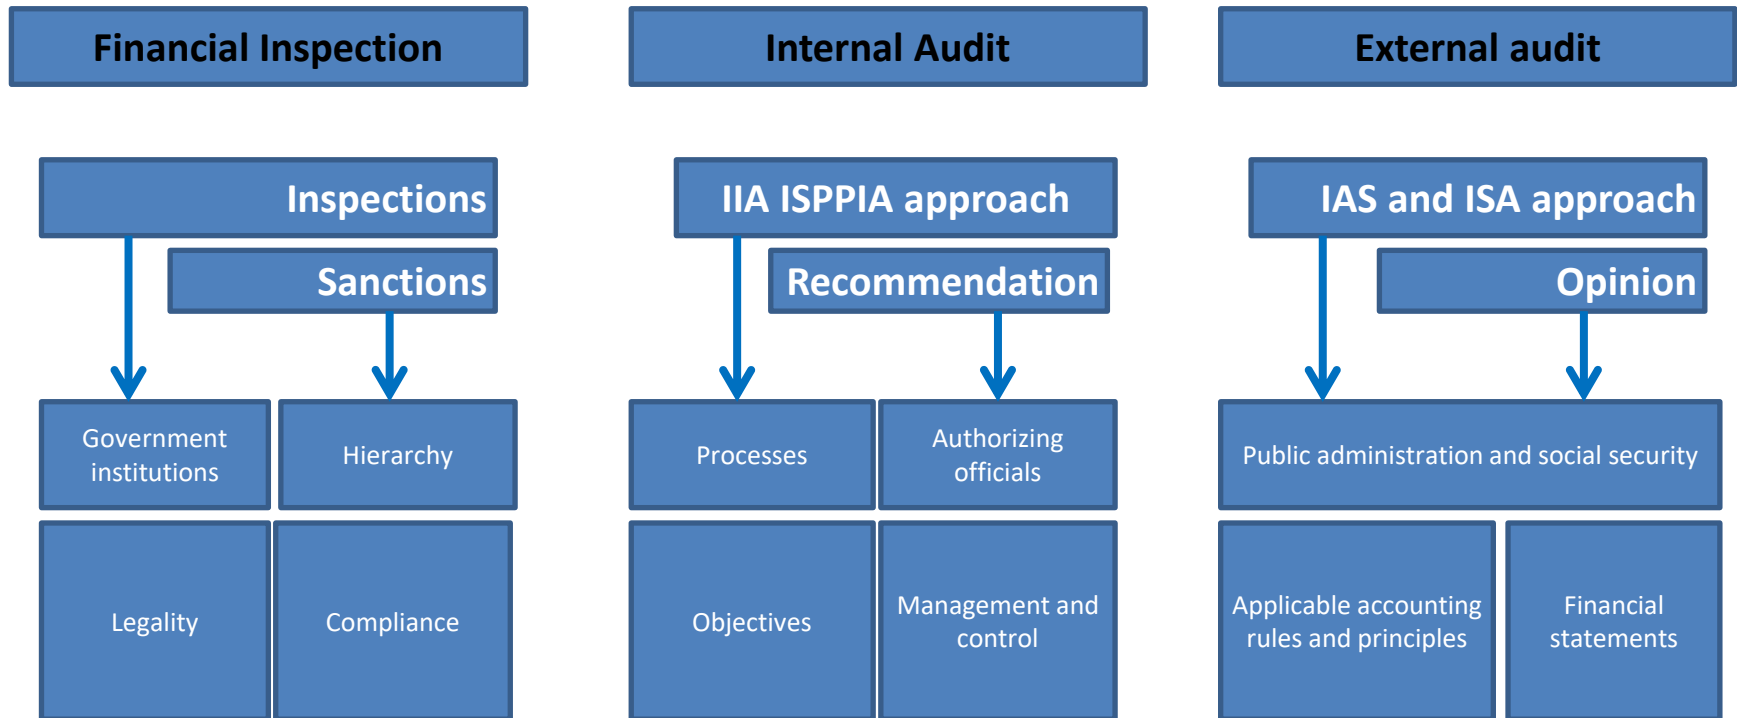 Financial Inspection
Internal Audit
External audit
Inspections
IIA ISPPIA approach
IAS and ISA approach
Sanctions
Recommendation
Opinion
Government
institutions
Hierarchy
Processes
Authorizing
officials
Public administration and social security
Legality
Compliance
Objectives
Management and
control
Applicable accounting
rules and principles
Financial
statements